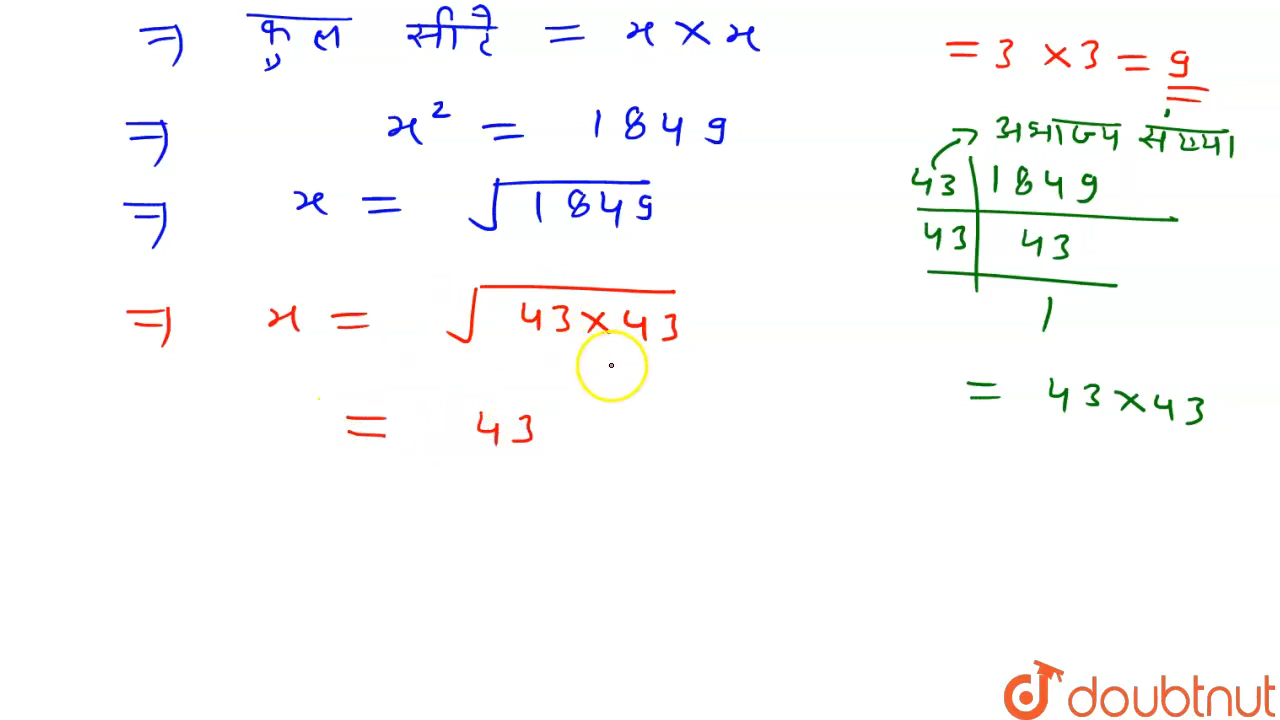 ⇒ कुल सीटें = x × x
⇒ x² = 1849
⇒ x = √1849
⇒ x = √43×43
= 43
= 3 × 3 = 9
अभाज्य संख्या
43 | 1849
43 | 43
1
= 43×43
doubtnut